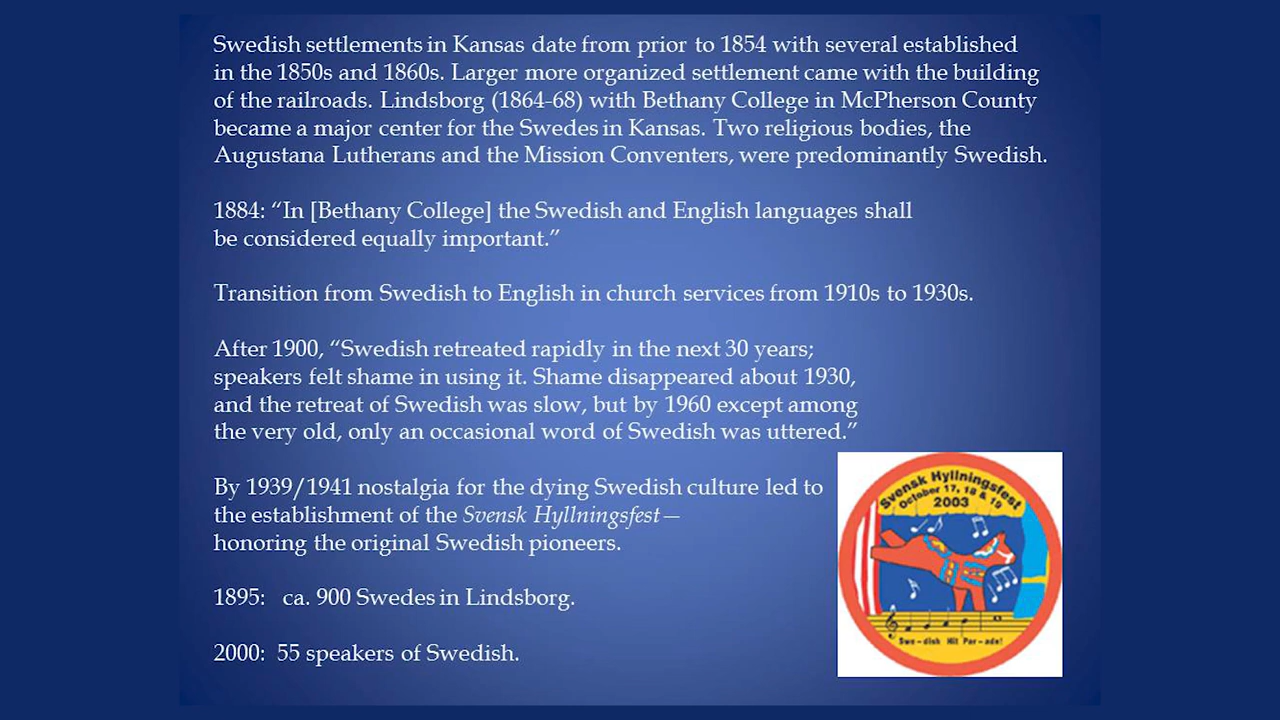 Swedish settlements in Kansas date from prior to 1854 with several established
in the 1850s and 1860s. Larger more organized settlement came with the building
of the railroads. Lindsborg (1864-68) with Bethany College in McPherson County
became a major center for the Swedes in Kansas. Two religious bodies, the
Augustana Lutherans and the Mission Conventers, were predominantly Swedish.
1884: “In [Bethany College] the Swedish and English languages shall
be considered equally important.”
Transition from Swedish to English in church services from 1910s to 1930s.
After 1900, “Swedish retreated rapidly in the next 30 years;
speakers felt shame in using it. Shame disappeared about 1930,
and the retreat of Swedish was slow, but by 1960 except among
the very old, only an occasional word of Swedish was uttered.”
By 1939/1941 nostalgia for the dying Swedish culture led to
the establishment of the Svensk Hyllningsfest—
honoring the original Swedish pioneers.
1895: ca. 900 Swedes in Lindsborg.
2000: 55 speakers of Swedish.
Svensk Hyllningsfest
October 17, 18 & 19
2003
Swe-dish Hit Par-ade!